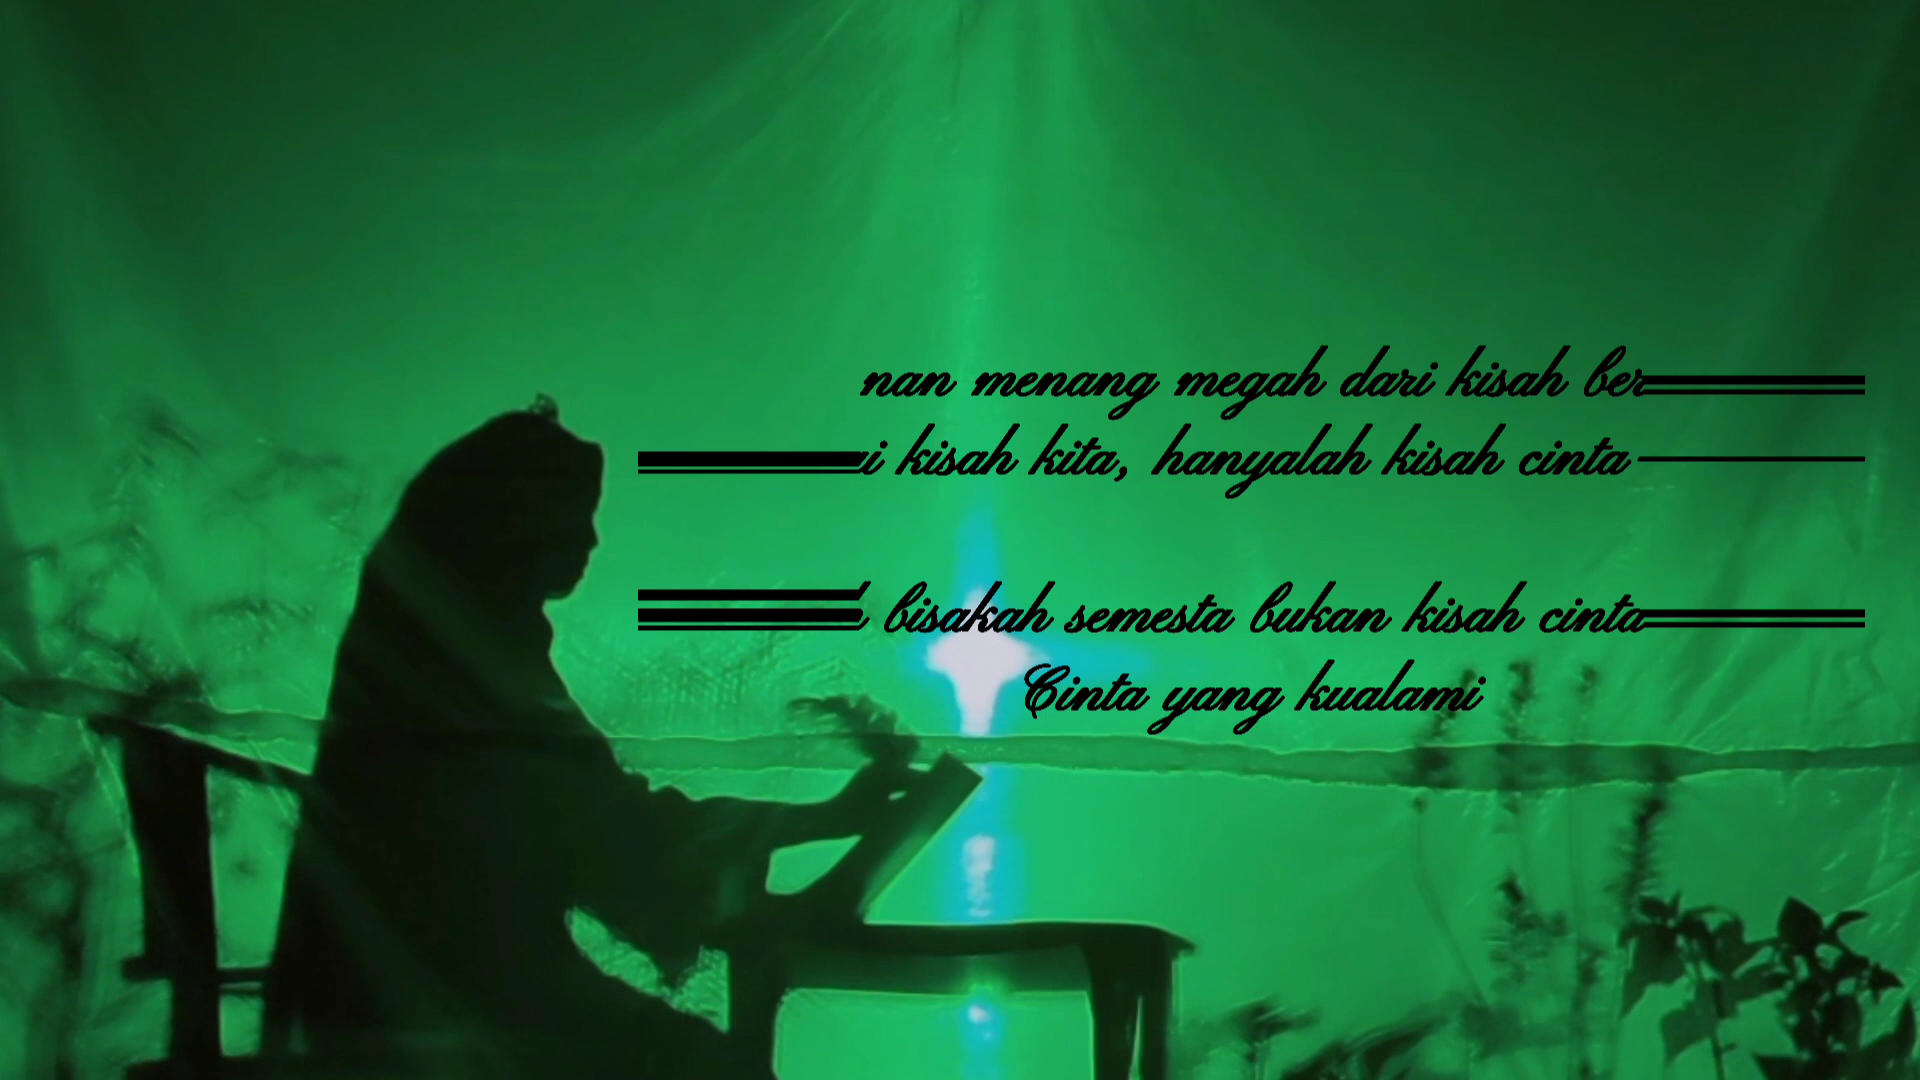 nan menang megah dari kisah ber
i kisah kita, hanyalah kisah cinta
bisakah semesta bukan kisah cinta
Cinta yang kualami